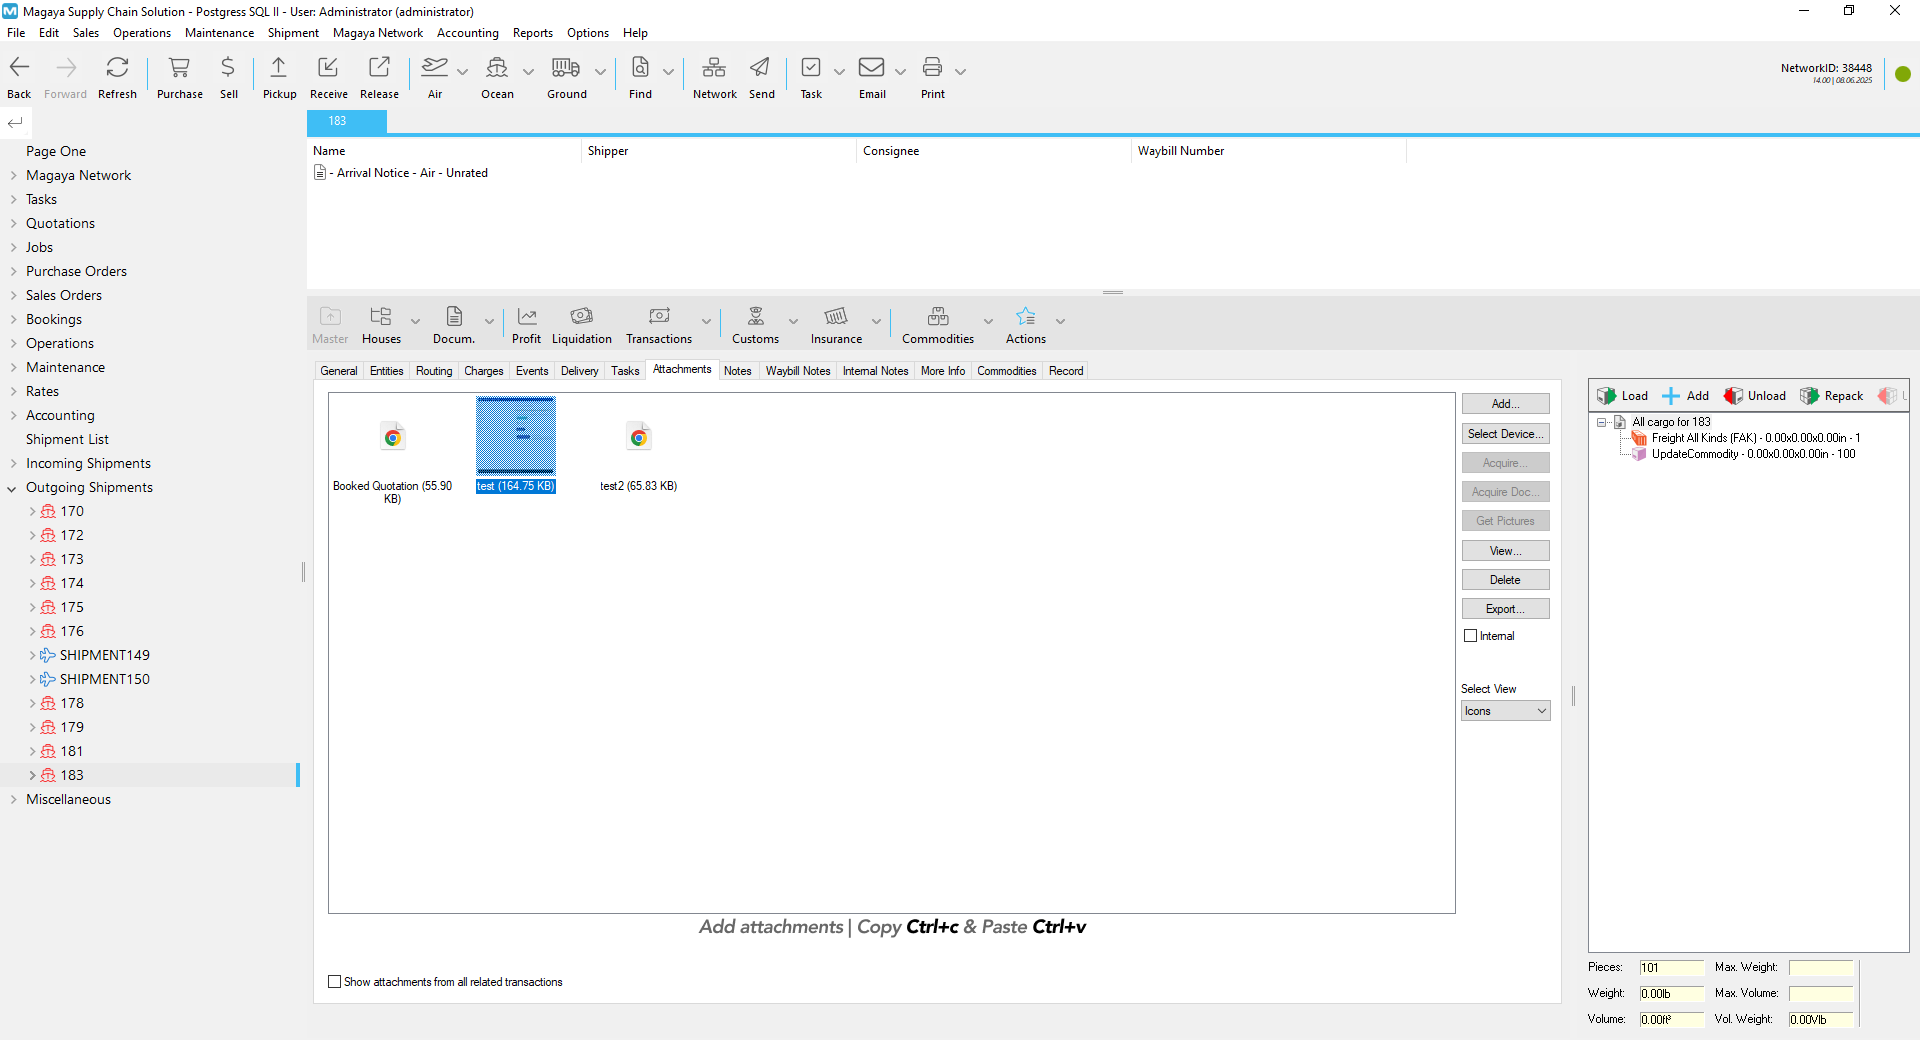 Magaya Supply Chain Solution - Postgress SQL II - User: Administrator (administrator)
File Edit Sales Operations Maintenance Shipment Magaya Network Accounting Reports Options Help
Back Forward Refresh Purchase Sell Pickup Receive Release Air Ocean Ground Find Network Send Task Email Print
NetworkID: 38448
14.00 | 08.06.2025
Page One
Magaya Network
Tasks
Quotations
Jobs
Purchase Orders
Sales Orders
Bookings
Operations
Maintenance
Rates
Accounting
Shipment List
Incoming Shipments
Outgoing Shipments
170
172
173
174
175
176
SHIPMENT149
SHIPMENT150
178
179
181
183
Miscellaneous
183
Name Shipper Consignee Waybill Number
- Arrival Notice - Air - Unrated
Master Houses Docum. Profit Liquidation Transactions Customs Insurance Commodities Actions
General Entities Routing Charges Events Delivery Tasks Attachments Notes Waybill Notes Internal Notes More Info Commodities Record
Booked Quotation (55.90 KB)
test (164.75 KB)
test2 (65.83 KB)
Add...
Select Device...
Acquire...
Acquire Doc...
Get Pictures
View...
Delete
Export...
Internal
Select View
Icons
Add attachments | Copy Ctrl+c & Paste Ctrl+v
Show attachments from all related transactions
Load Add Unload Repack
All cargo for 183
Freight All Kinds (FAK) - 0.00x0.00x0.00in - 1
UpdateCommodity - 0.00x0.00x0.00in - 100
Pieces: 101 Max. Weight:
Weight: 0.00lb Max. Volume:
Volume: 0.00ft³ Vol. Weight: 0.00Vlb